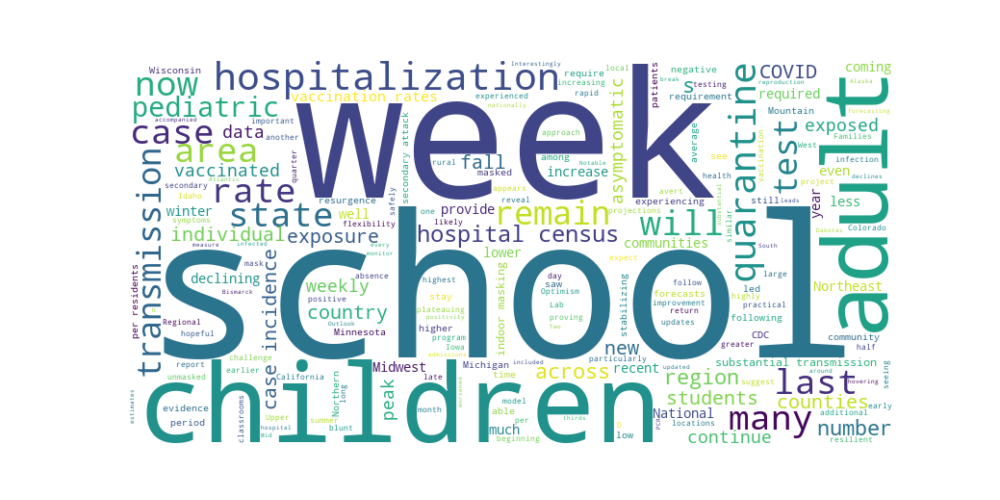 week
school
children
adult
hospitalization
now
pediatric
case
data
area
vaccinated
rate
state
transmission
individual
exposure
vaccination rates
fall
remain
hospital census
will
quarantine
test
asymptomatic
COVID
required
exposed
even
coming
Wisconsin
important
another
quarter
Idaho
Atlantic
secondary
symptoms
winter
well
flexibility
resurgence
safely
provide
likely
one
rural
masked
increase
among
approach
reveal
projections
experienced
nationally
Interestingly
require
increasing
rapid
local
negative
requirement
testing
break
patients
s
reproduction
Alaska
forecasting
Mountain
West
Families
infection
declines
project
vaccination
average
see
health
avert
experiencing
similar
substantial
communities
lower
secondary attack
year
still
leads
less
Colorado
Dakotas
South
large
practical
led
following
Northeast
highly
expect
forecasts
improvement
return
updates
follow
CDC
greater
half
community
substantial transmission
recent
new
across
region
students
last
counties
many
number
National
locations
continue
additional
early
resilient
hovering
around
seeing
suggest
updated
particularly
thirds
PCR
low
per
6
able
model
beginning
much
month
time
late
Michigan
included
admissions
Midwest
peak
Northern
long
summer
California
Upper
Mid
hospital
classrooms
evidence
period
unmasked
challenge
earlier
report
hopeful
Regional
Outlook
positive
Bismarck
per residents
declining
case incidence
weekly
country
Minnesota
absence
mask
measure
infected
every
monitor
accompanied
estimates
blunt
highest
plateauing
stay
program
positivity
higher
Iowa
indoor masking
appears
day
saw
Optimism
Lab
proving
Two
stabilizing